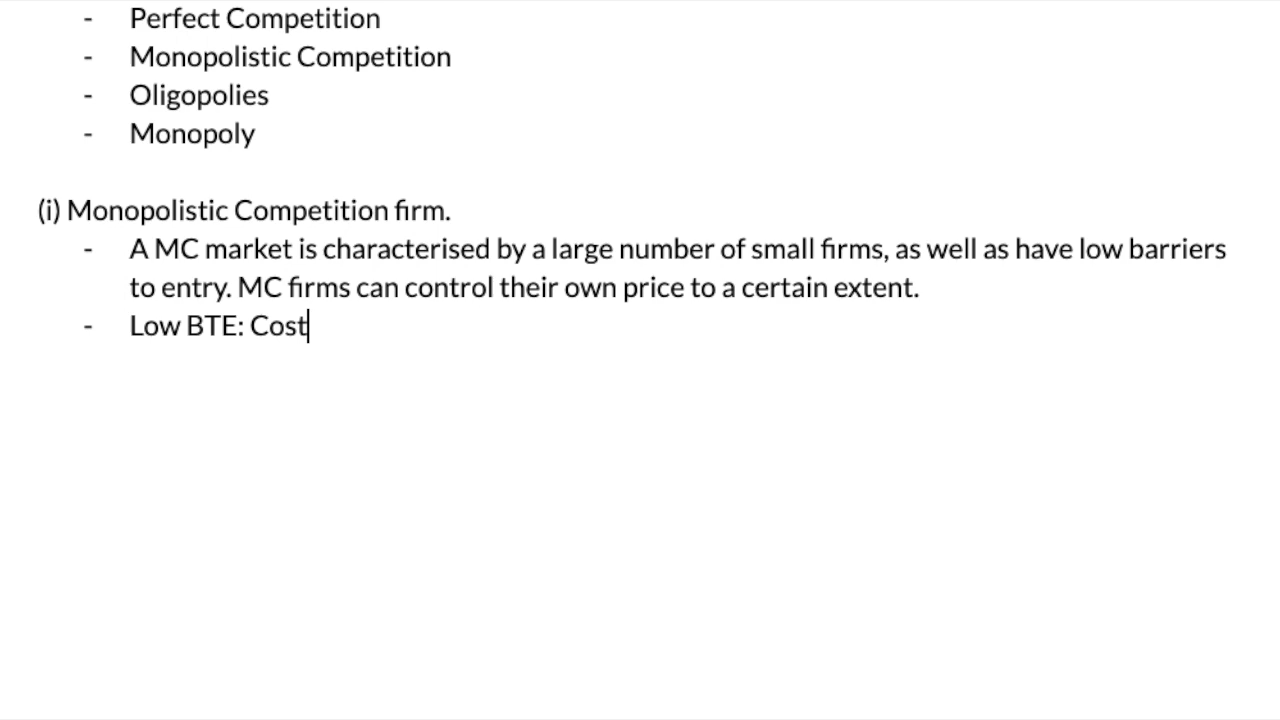 - Perfect Competition
- Monopolistic Competition
- Oligopolies
- Monopoly
(i) Monopolistic Competition firm.
- A MC market is characterised by a large number of small firms, as well as have low barriers
to entry. MC firms can control their own price to a certain extent.
- Low BTE: Cost